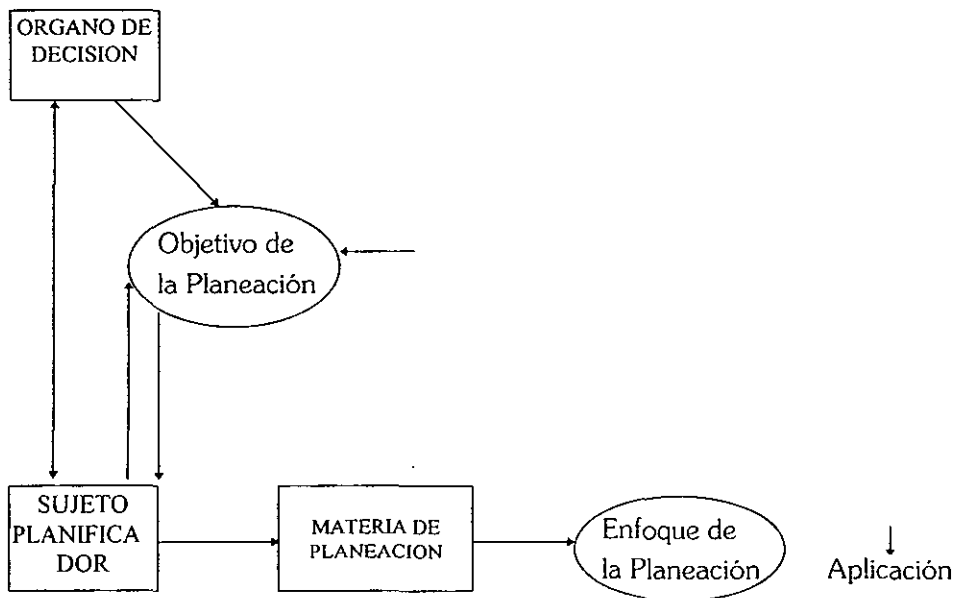 ORGANO DE
DECISION
Objetivo de
la Planeación
SUJETO
PLANIFICA
DOR
MATERIA DE
PLANEACION
Enfoque de
la Planeación
Aplicación